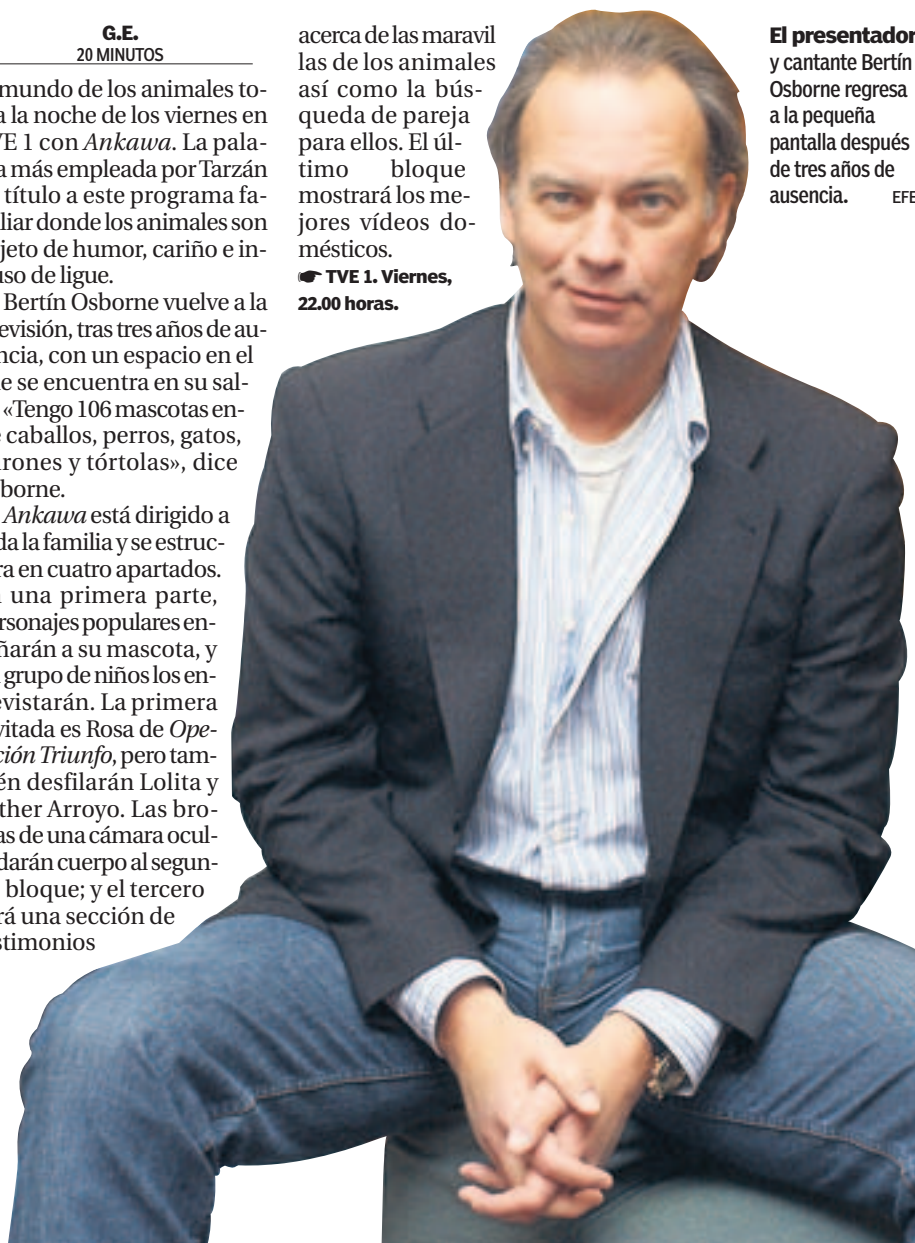 G.E.
20 MINUTOS
mundo de los animales to-
a la noche de los viernes en
VE 1 con Ankawa. La pala-
a más empleada por Tarzán
título a este programa fa-
liar donde los animales son
jeto de humor, cariño e in-
uso de ligue.
Bertín Osborne vuelve a la
evisión, tras tres años de au-
ncia, con un espacio en el
e se encuentra en su sal-
«Tengo 106 mascotas en-
e caballos, perros, gatos,
urones y tórtolas», dice
sborne.
Ankawa está dirigido a
da la familia y se estruc-
ra en cuatro apartados.
n una primera parte,
ersonajes populares en-
ñarán a su mascota, y
grupo de niños los en-
evistarán. La primera
vitada es Rosa de Ope-
ción Triunfo, pero tam-
én desfilarán Lolita y
ther Arroyo. Las bro-
as de una cámara ocul-
darán cuerpo al segun-
bloque; y el tercero
rá una sección de
stimonios
acerca de las maravil
las de los animales
así como la bús-
queda de pareja
para ellos. El úl-
timo bloque
mostrará los me-
jores vídeos do-
mésticos.
☛ TVE 1. Viernes,
22.00 horas.
El presentador
y cantante Bertín
Osborne regresa
a la pequeña
pantalla después
de tres años de
ausencia. EFE